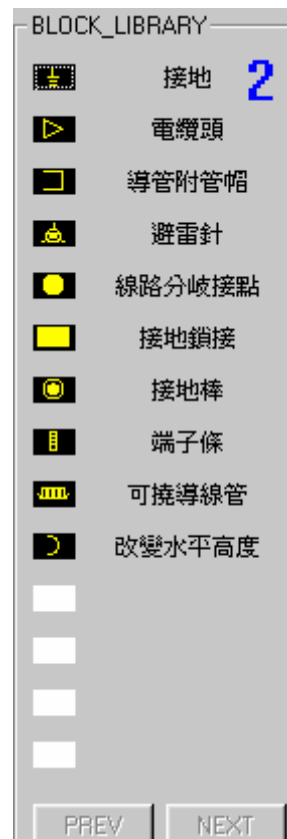 BLOCK_LIBRARY
接地 2
電纜頭
導管附管帽
避雷針
線路分岐接點
接地鎖接
接地棒
端子條
可撓導線管
改變水平高度
PREV NEXT